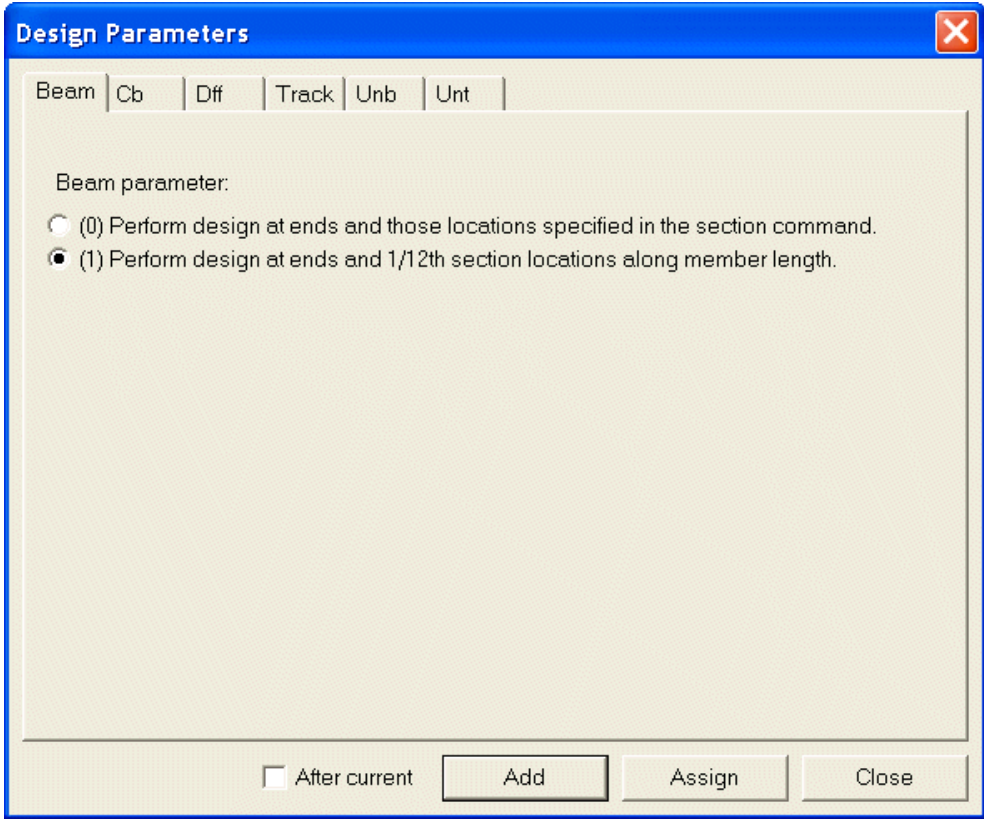 Design Parameters
Beam Cb Dff Track Unb Unt
Beam parameter:
(0) Perform design at ends and those locations specified in the section command.
(1) Perform design at ends and 1/12th section locations along member length.
After current Add Assign Close